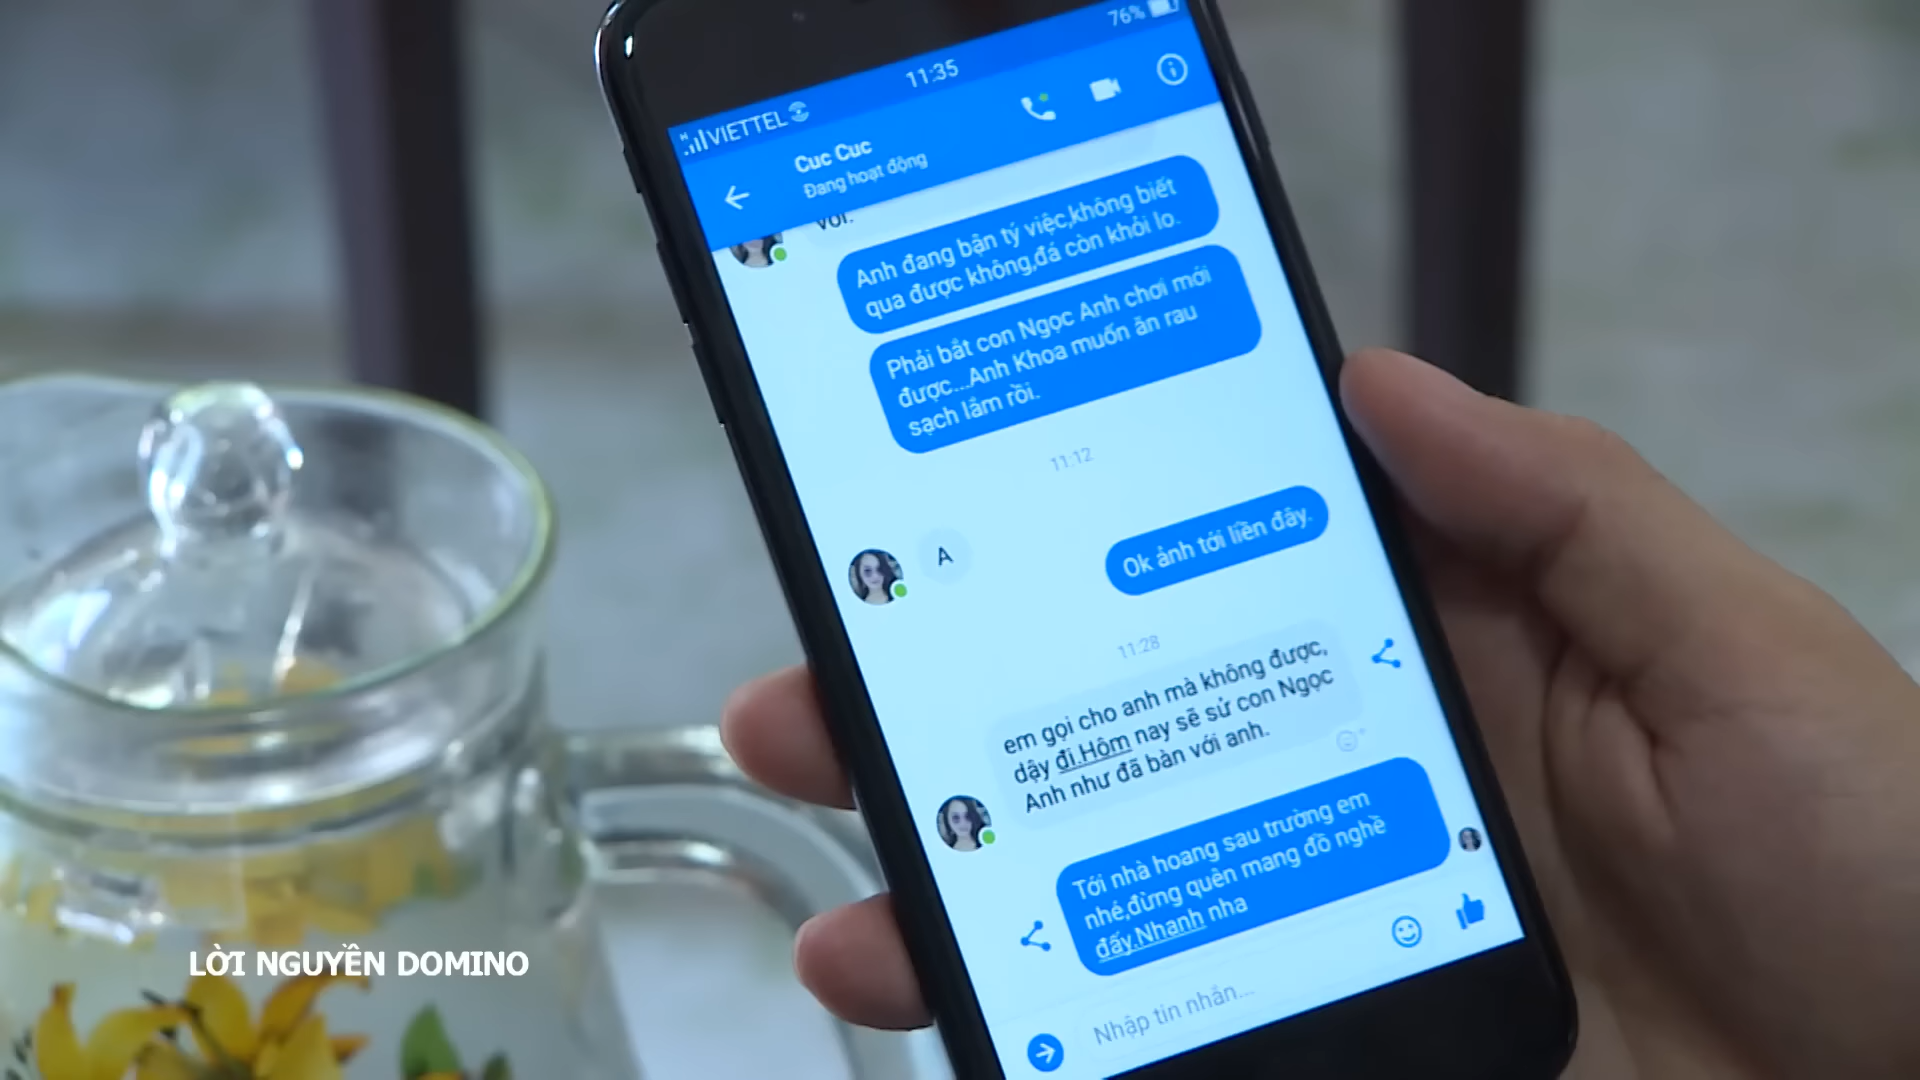 76%
11:35
VIETTEL
Cuc Cuc
Đang hoạt động
với.
Anh đang bận tý việc,không biết
qua được không,đá còn khỏi lo.
Phải bắt con Ngọc Anh chơi mới
được...Anh Khoa muốn ăn rau
sạch lắm rồi.
11:12
Ok ảnh tới liền đây.
A
11:28
em gọi cho anh mà không được,
dậy đi.Hôm nay sẽ sử con Ngọc
Anh như đã bàn với anh.
Tới nhà hoang sau trường em
nhé,đừng quên mang đồ nghề
đấy.Nhanh nha
Nhập tin nhắn...
LỜI NGUYỀN DOMINO